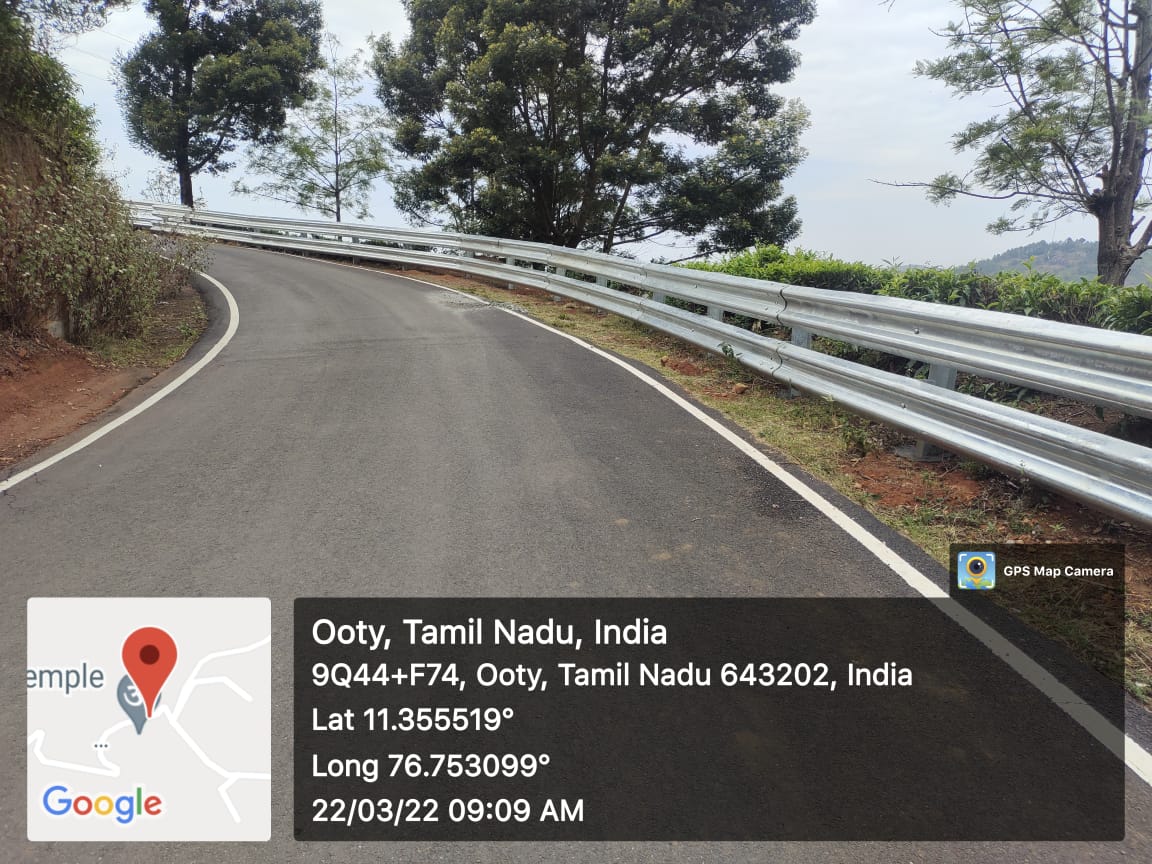 GPS Map Camera
Ooty, Tamil Nadu, India
9Q44+F74, Ooty, Tamil Nadu 643202, India
Lat 11.355519°
Long 76.753099°
22/03/22 09:09 AM
emple
Google